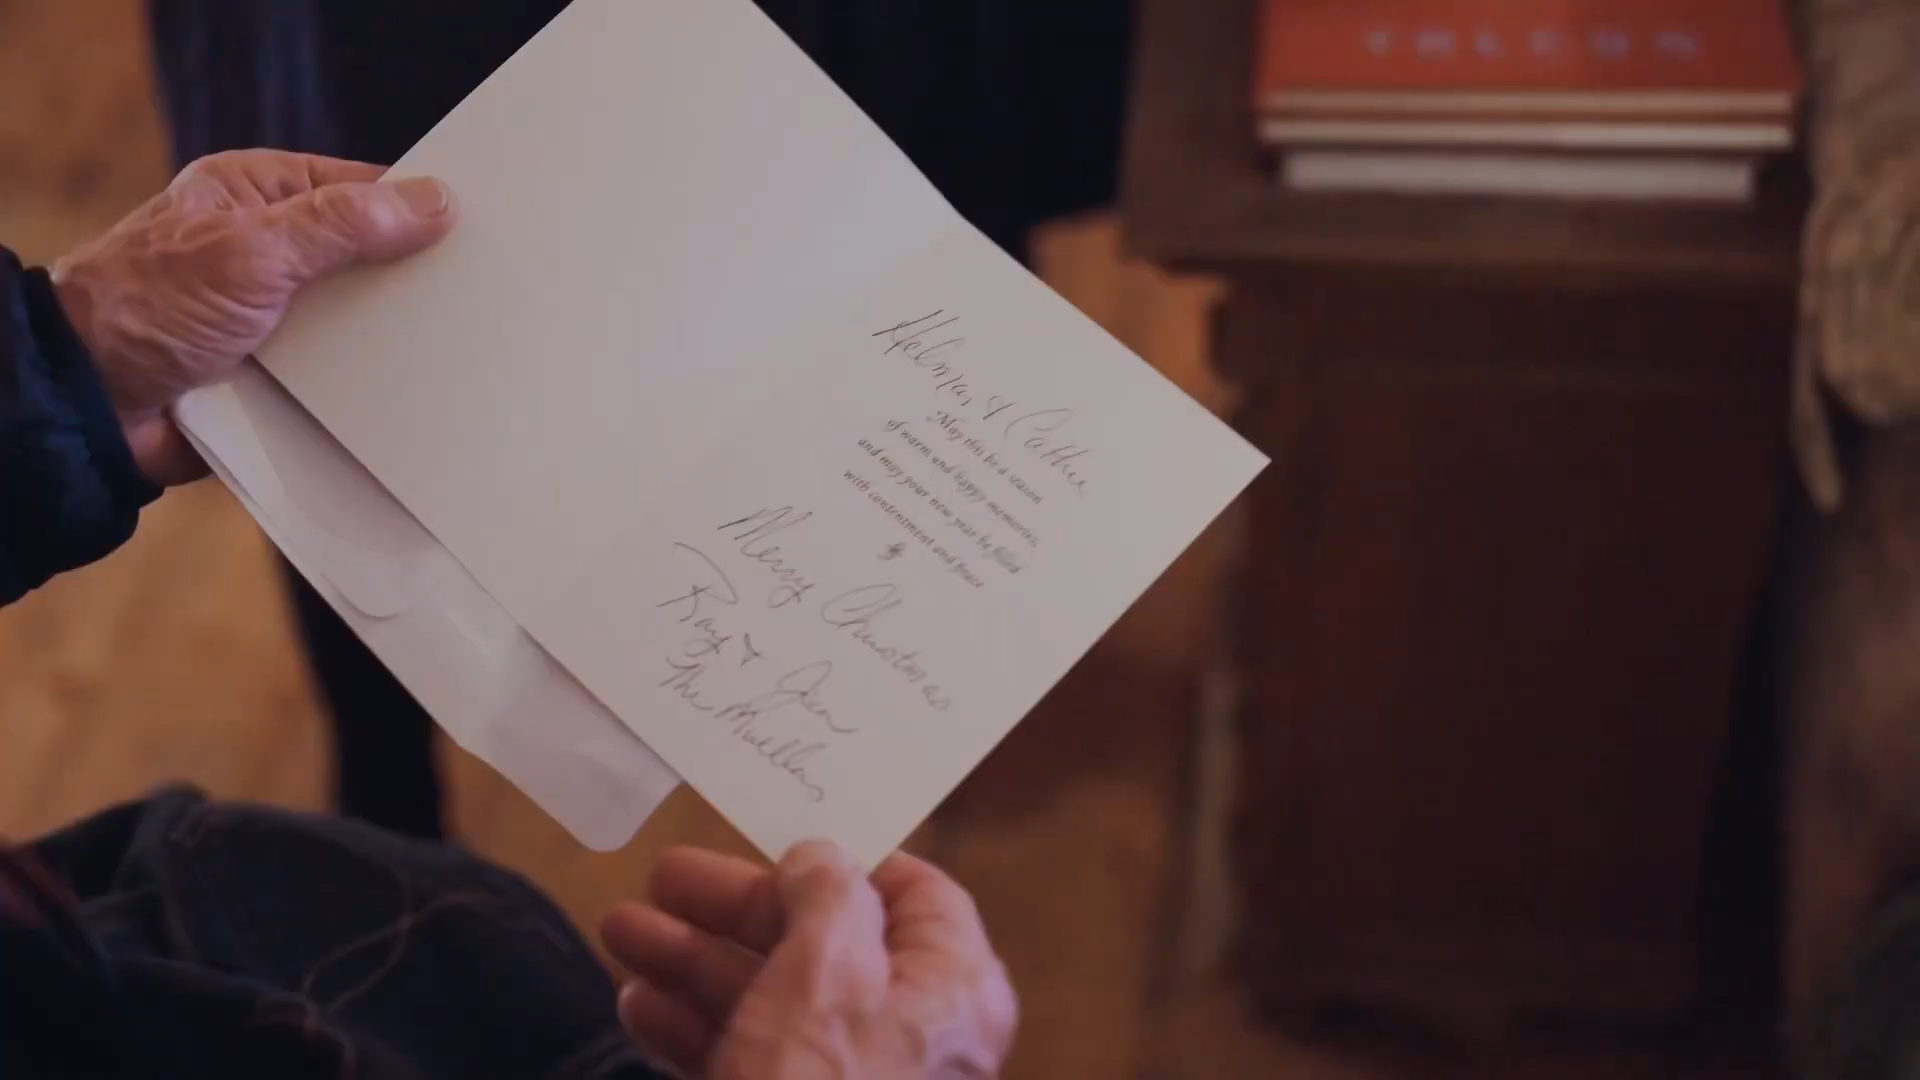 Helmar & Cathie
May this be a season
of warm and happy memories,
and may your new year be filled
with contentment and peace
Merry Christmas
Ray & Jean
The Muellers